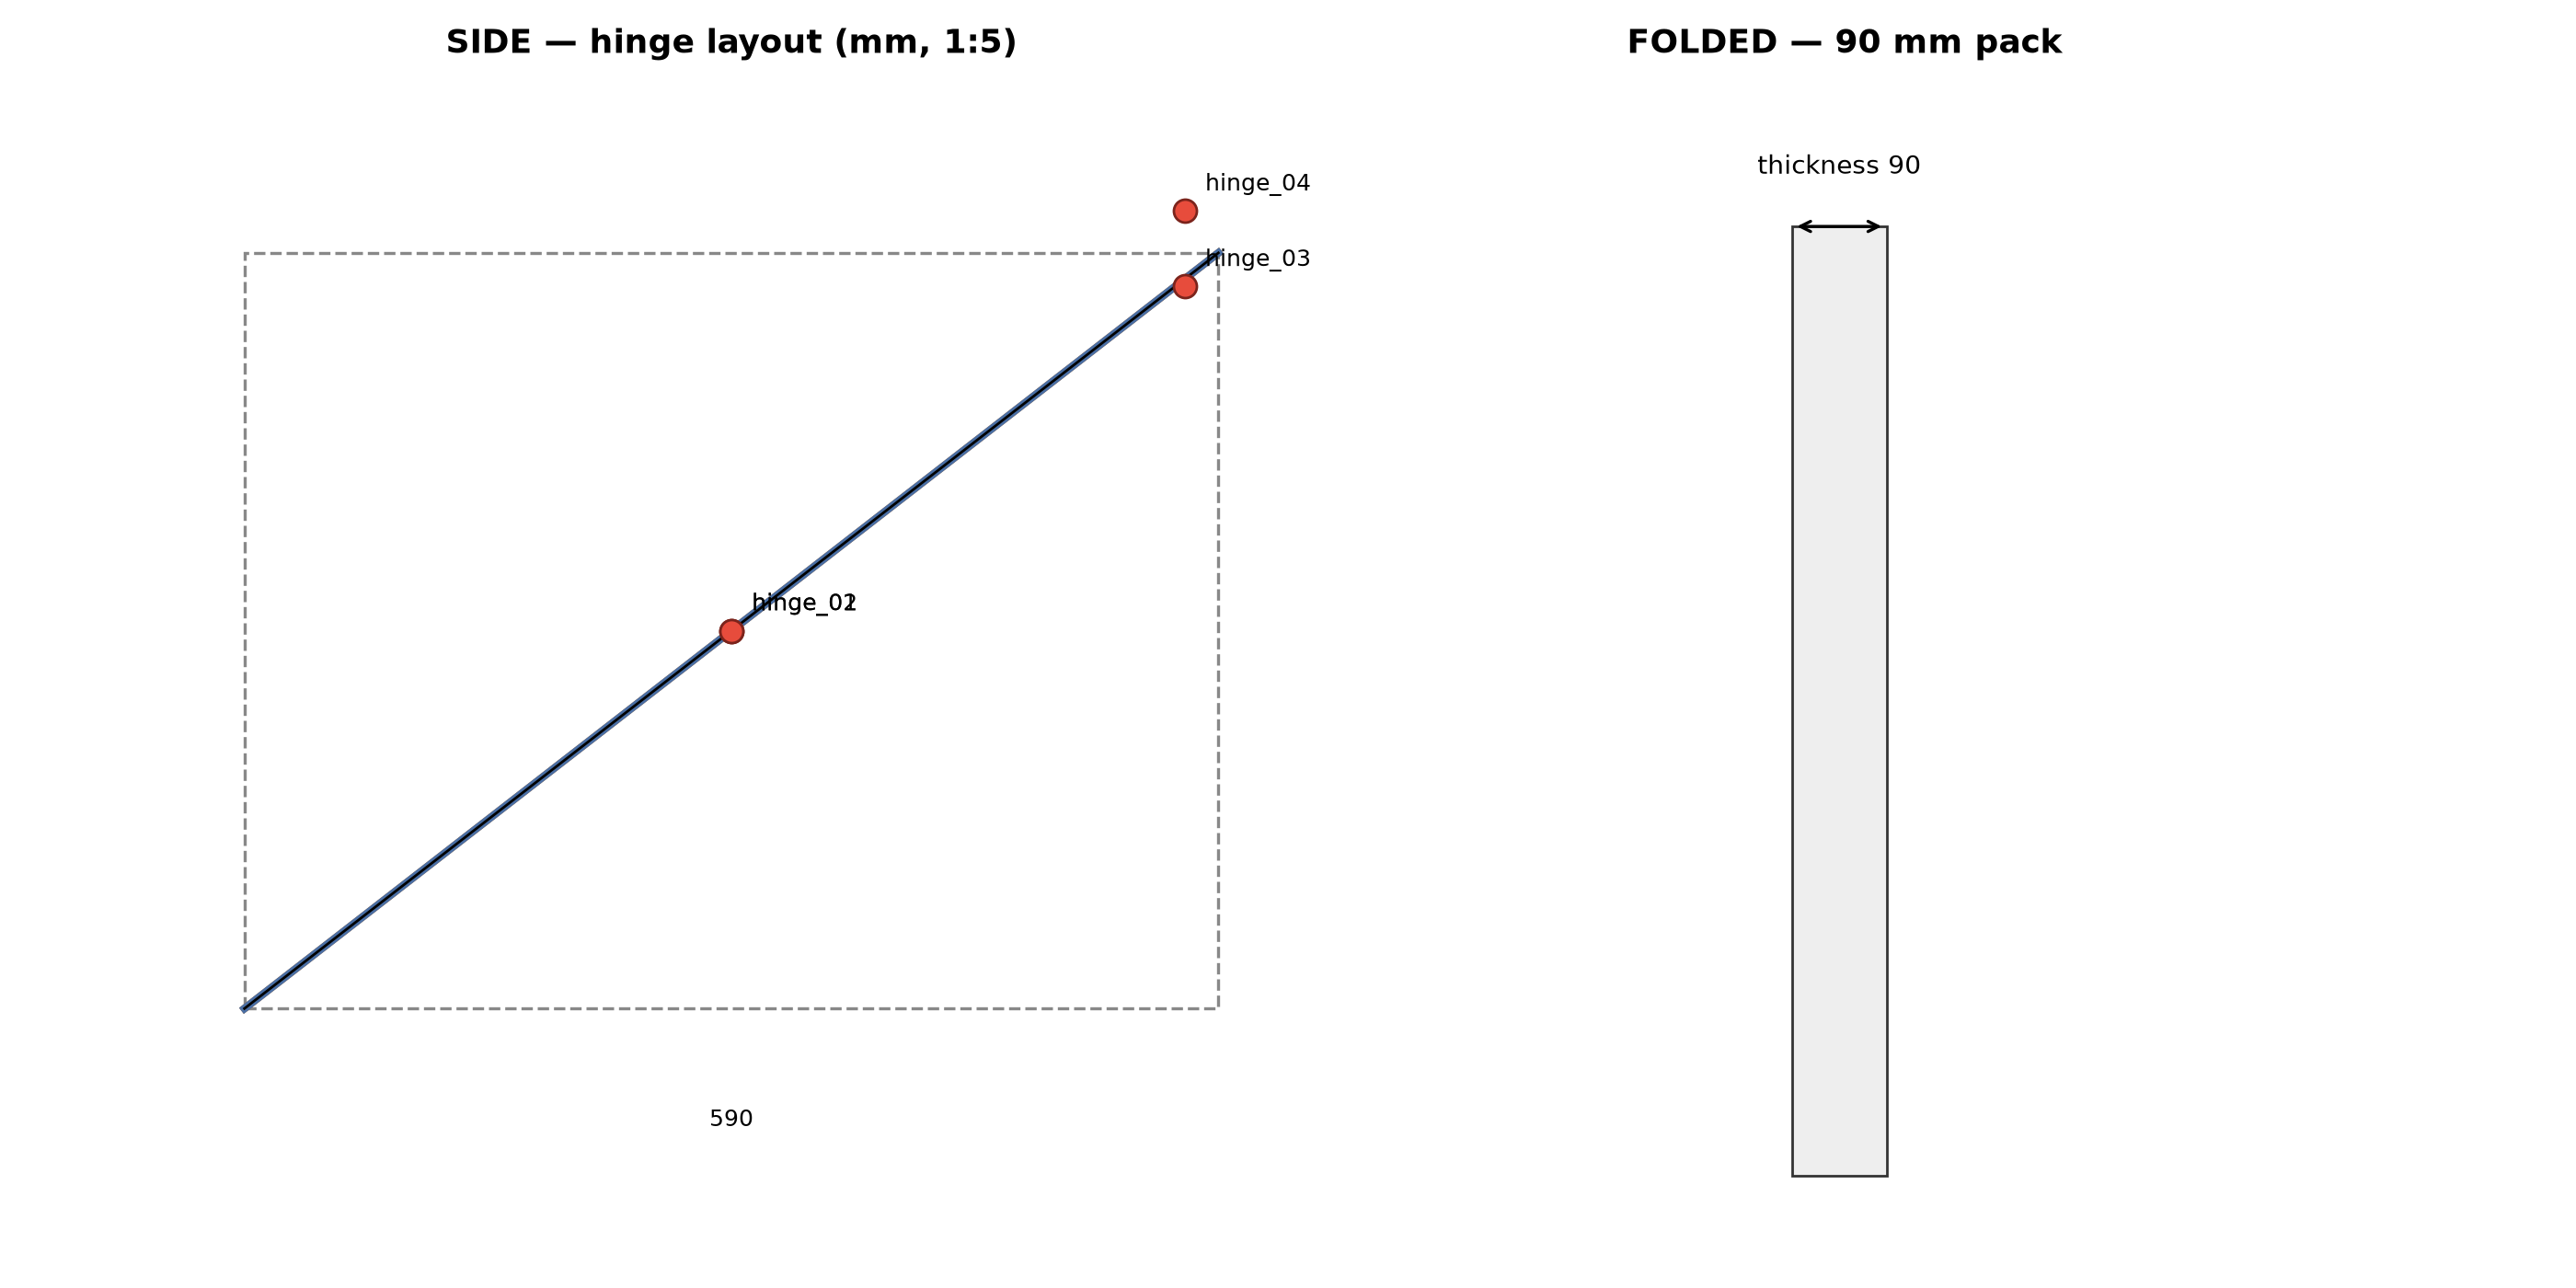 SIDE — hinge layout (mm, 1:5)
FOLDED — 90 mm pack
thickness 90
hinge_04
hinge_03
590